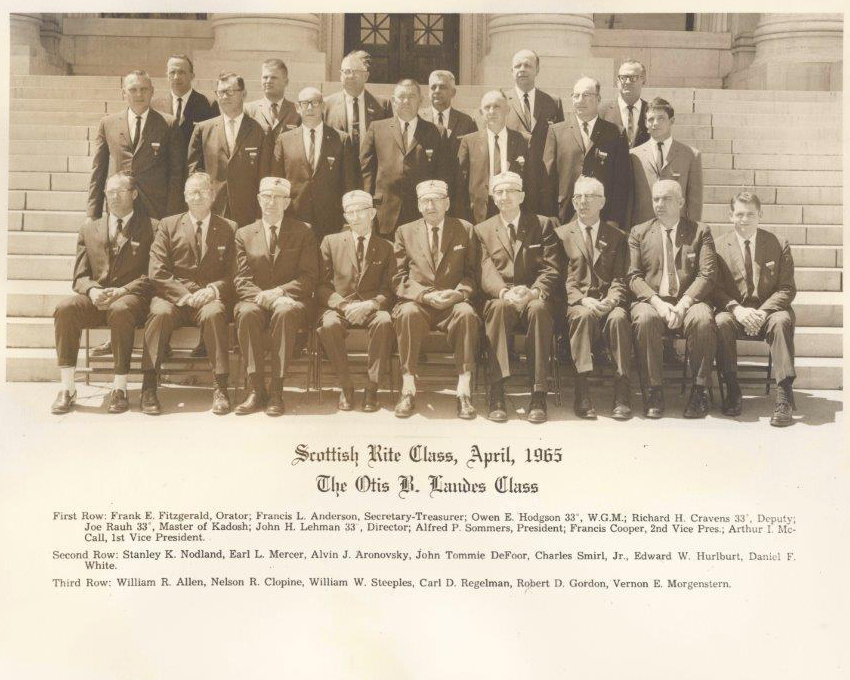 Scottish Rite Class, April, 1965
The Otis B. Landes Class
First Row: Frank E. Fitzgerald, Orator; Francis L. Anderson, Secretary-Treasurer; Owen E. Hodgson 33°, W.G.M.; Richard H. Cravens 33°, Deputy;
Joe Rauh 33°, Master of Kadosh; John H. Lehman 33°, Director; Alfred P. Sommers, President; Francis Cooper, 2nd Vice Pres.; Arthur I. Mc-
Call, 1st Vice President.
Second Row: Stanley K. Nodland, Earl L. Mercer, Alvin J. Aronovsky, John Tommie DeFoor, Charles Smirl, Jr., Edward W. Hurlburt, Daniel F.
White.
Third Row: William R. Allen, Nelson R. Clopine, William W. Steeples, Carl D. Regelman, Robert D. Gordon, Vernon E. Morgenstern.